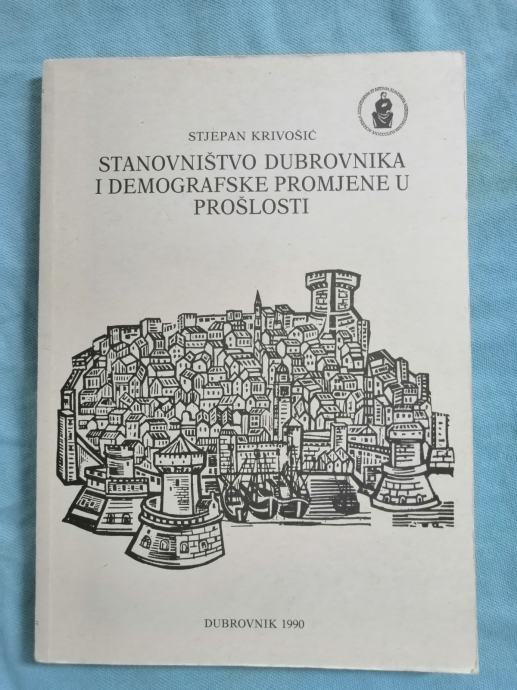 STJEPAN KRIVOŠIĆ
STANOVNIŠTVO DUBROVNIKA
I DEMOGRAFSKE PROMJENE U
PROŠLOSTI
DUBROVNIK 1990